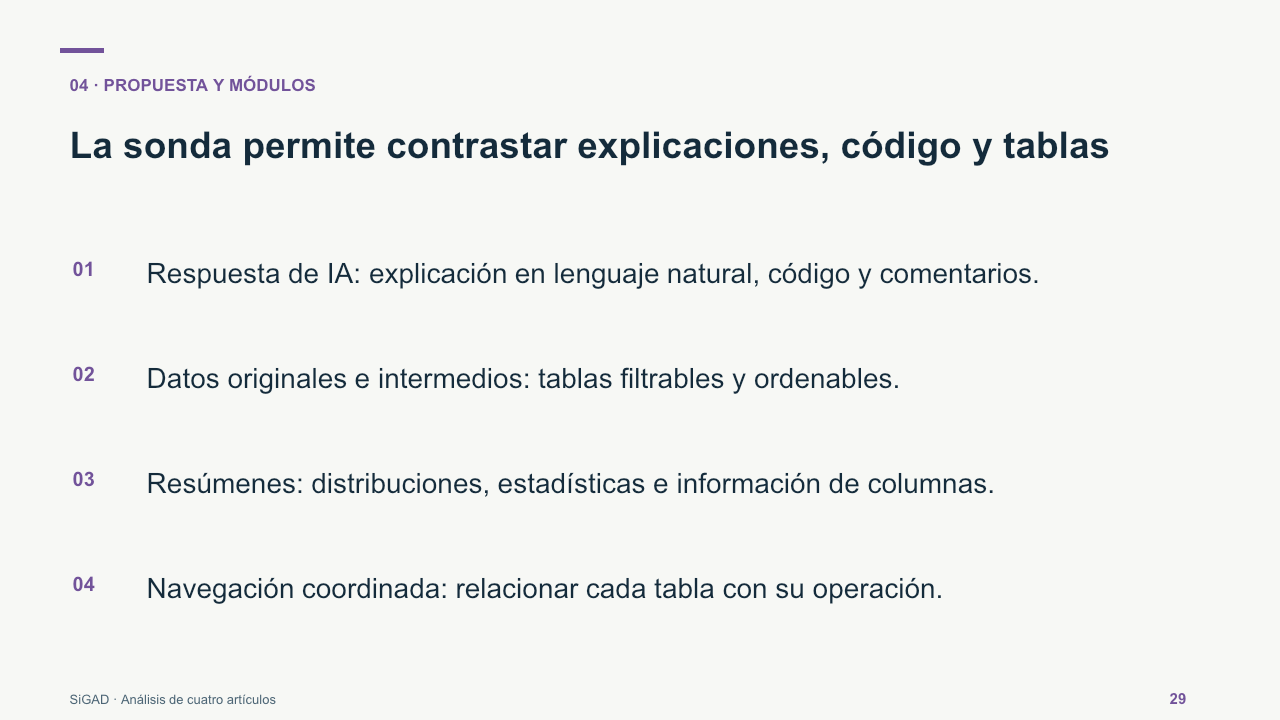 04 · PROPUESTA Y MÓDULOS
La sonda permite contrastar explicaciones, código y tablas
01 Respuesta de IA: explicación en lenguaje natural, código y comentarios.
02 Datos originales e intermedios: tablas filtrables y ordenables.
03 Resúmenes: distribuciones, estadísticas e información de columnas.
04 Navegación coordinada: relacionar cada tabla con su operación.
SiGAD · Análisis de cuatro artículos 29